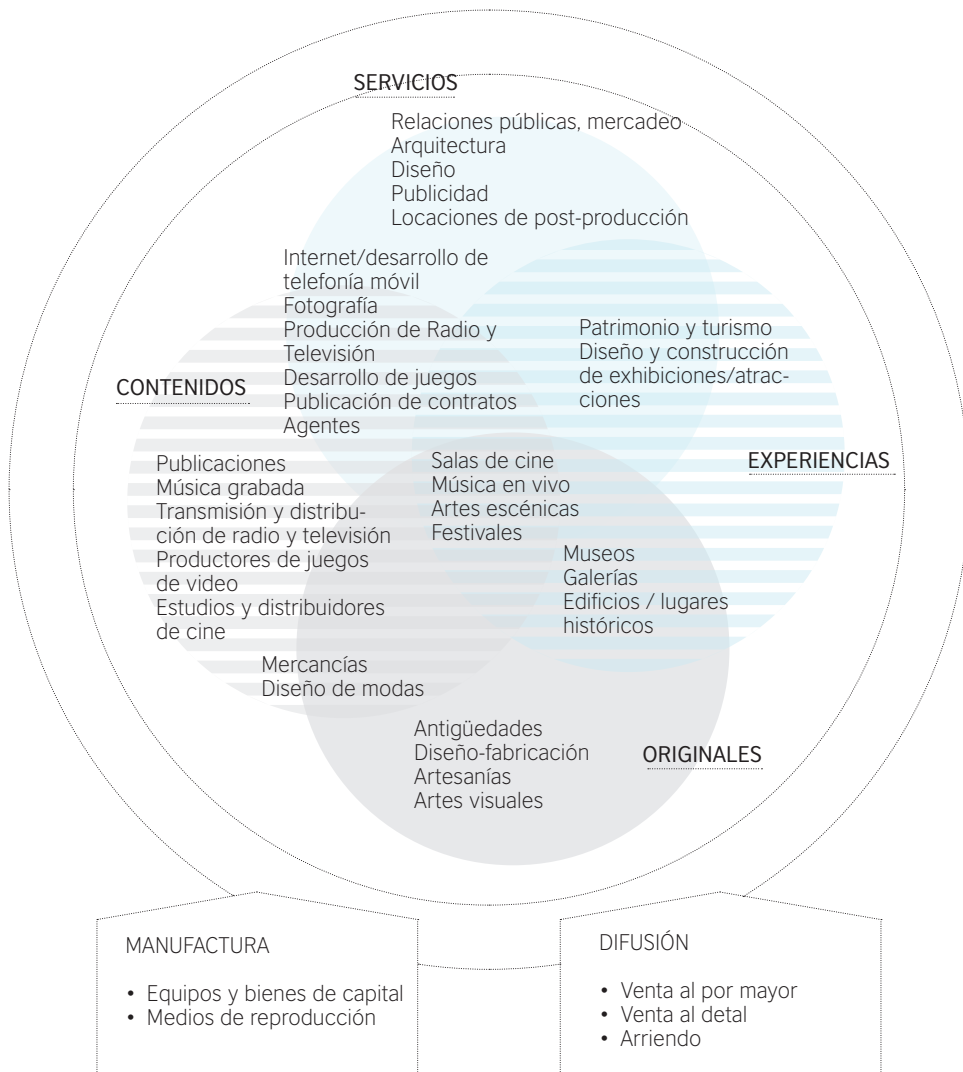 SERVICIOS
Relaciones públicas, mercadeo
Arquitectura
Diseño
Publicidad
Locaciones de post-producción
Internet/desarrollo de
telefonía móvil
Fotografía
Producción de Radio y
Televisión
Desarrollo de juegos
Publicación de contratos
Agentes
Patrimonio y turismo
Diseño y construcción
de exhibiciones/atrac-
ciones
CONTENIDOS
Publicaciones
Música grabada
Transmisión y distribu-
ción de radio y televisión
Productores de juegos
de video
Estudios y distribuidores
de cine
Salas de cine
Música en vivo
Artes escénicas
Festivales
EXPERIENCIAS
Museos
Galerías
Edificios / lugares
históricos
Mercancías
Diseño de modas
Antigüedades
Diseño-fabricación
Artesanías
Artes visuales
ORIGINALES
MANUFACTURA
• Equipos y bienes de capital
• Medios de reproducción
DIFUSIÓN
• Venta al por mayor
• Venta al detal
• Arriendo